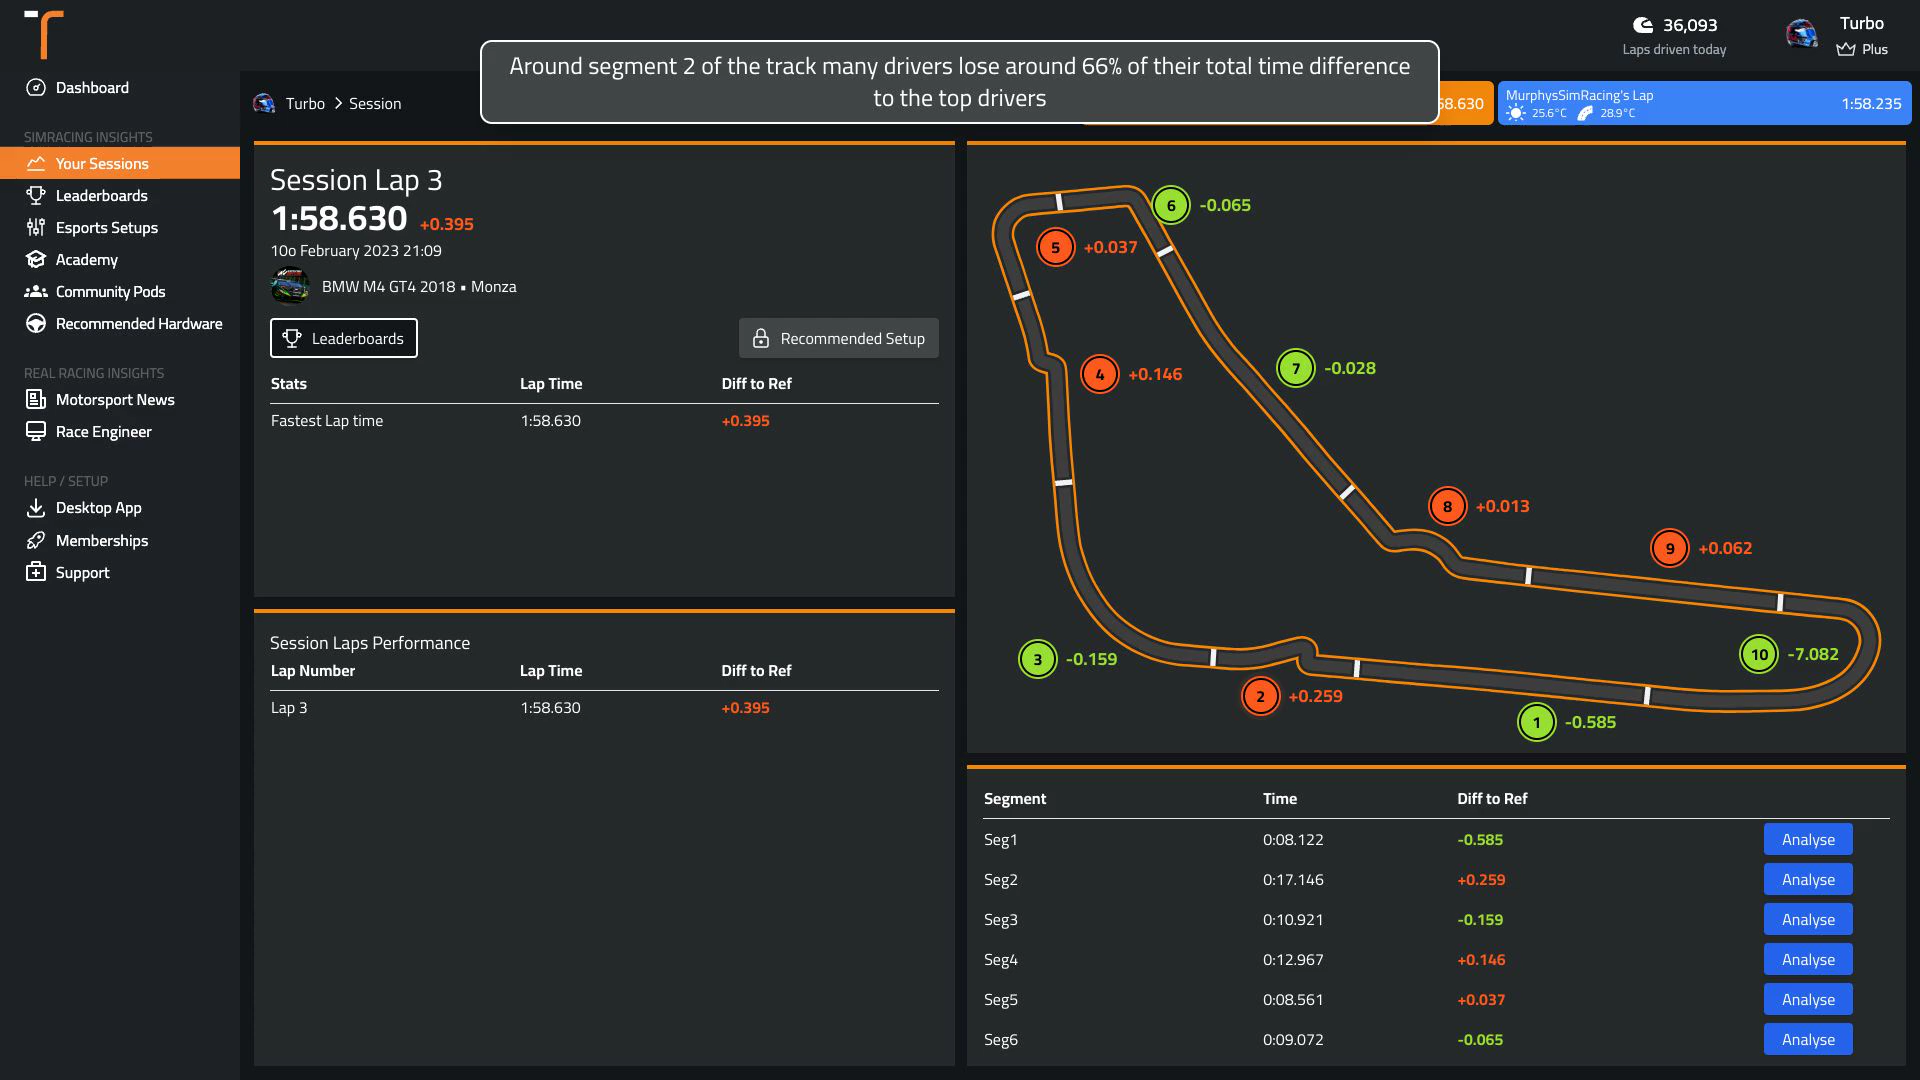 36,093
Laps driven today
Turbo
Plus
Around segment 2 of the track many drivers lose around 66% of their total time difference
to the top drivers
Dashboard
SIMRACING INSIGHTS
Your Sessions
Leaderboards
Esports Setups
Academy
Community Pods
Recommended Hardware
REAL RACING INSIGHTS
Motorsport News
Race Engineer
HELP / SETUP
Desktop App
Memberships
Support
Turbo > Session
58.630
MurphysSimRacing's Lap
25.6°C 28.9°C
1:58.235
Session Lap 3
1:58.630 +0.395
10o February 2023 21:09
BMW M4 GT4 2018 • Monza
Leaderboards
Recommended Setup
Stats Lap Time Diff to Ref
Fastest Lap time 1:58.630 +0.395
Session Laps Performance
Lap Number Lap Time Diff to Ref
Lap 3 1:58.630 +0.395
6 -0.065
5 +0.037
4 +0.146
7 -0.028
8 +0.013
9 +0.062
3 -0.159
10 -7.082
2 +0.259
1 -0.585
Segment Time Diff to Ref
Seg1 0:08.122 -0.585 Analyse
Seg2 0:17.146 +0.259 Analyse
Seg3 0:10.921 -0.159 Analyse
Seg4 0:12.967 +0.146 Analyse
Seg5 0:08.561 +0.037 Analyse
Seg6 0:09.072 -0.065 Analyse